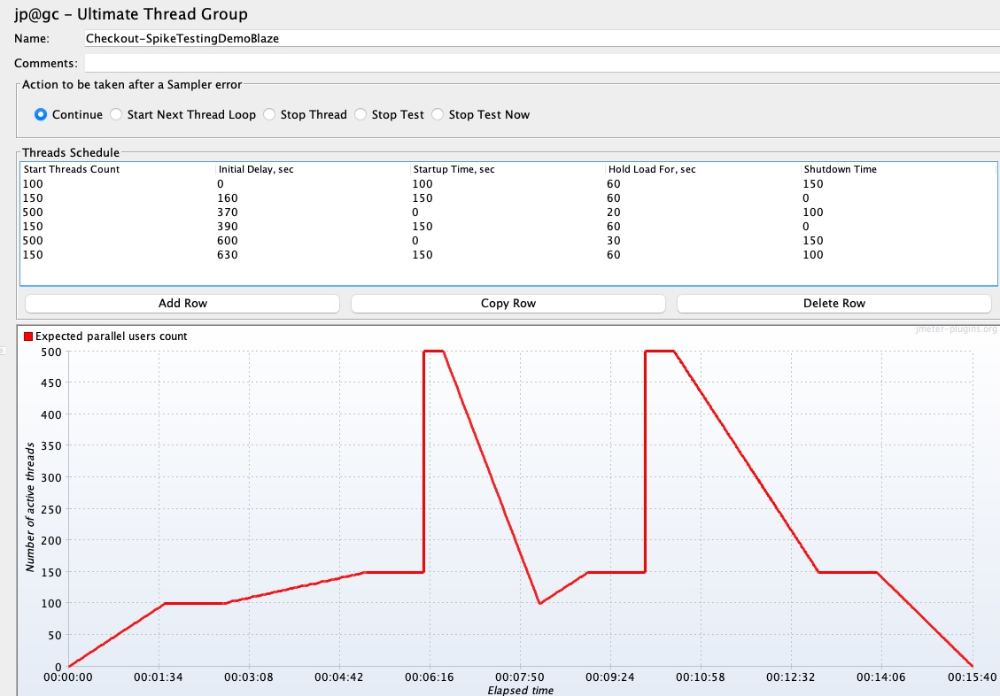 jp@gc - Ultimate Thread Group
Name: Checkout-SpikeTestingDemoBlaze
Comments:
Action to be taken after a Sampler error
Continue Start Next Thread Loop Stop Thread Stop Test Stop Test Now
Threads Schedule
Start Threads Count Initial Delay, sec Startup Time, sec Hold Load For, sec Shutdown Time
100 0 100 60 150
150 160 150 60 0
500 370 0 20 100
150 390 150 60 0
500 600 0 30 150
150 630 150 60 100
Add Row Copy Row Delete Row
jmeter-plugins.org
Expected parallel users count
500
450
400
350
300
250
200
150
100
50
0
Number of active threads
00:00:00 00:01:34 00:03:08 00:04:42 00:06:16 00:07:50 00:09:24 00:10:58 00:12:32 00:14:06 00:15:40
Elapsed time